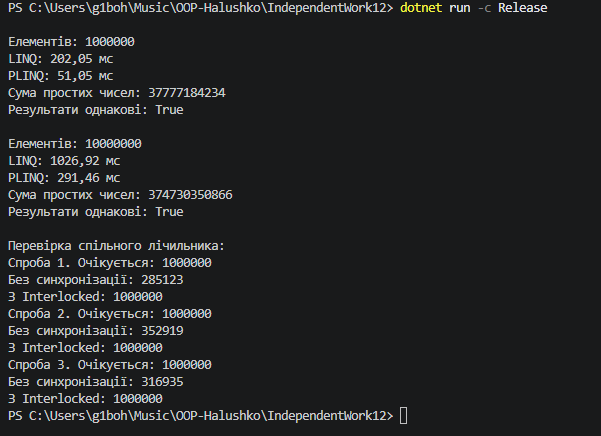 PS C:\Users\g1boh\Music\OOP-Halushko\IndependentWork12> dotnet run -c Release
Елементів: 1000000
LINQ: 202,05 мс
PLINQ: 51,05 мс
Сума простих чисел: 37777184234
Результати однакові: True
Елементів: 10000000
LINQ: 1026,92 мс
PLINQ: 291,46 мс
Сума простих чисел: 374730350866
Результати однакові: True
Перевірка спільного лічильника:
Спроба 1. Очікується: 1000000
Без синхронізації: 285123
З Interlocked: 1000000
Спроба 2. Очікується: 1000000
Без синхронізації: 352919
З Interlocked: 1000000
Спроба 3. Очікується: 1000000
Без синхронізації: 316935
З Interlocked: 1000000
PS C:\Users\g1boh\Music\OOP-Halushko\IndependentWork12>